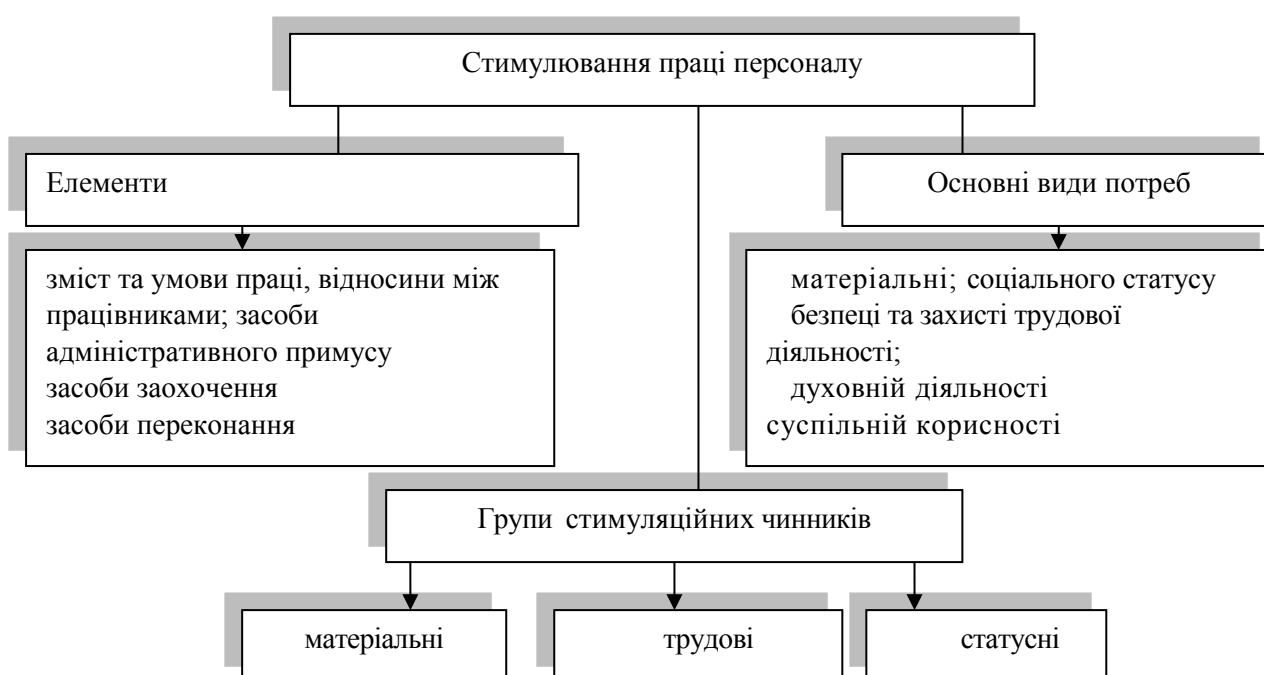 Стимулювання праці персоналу
Елементи
Основні види потреб
зміст та умови праці, відносини між
працівниками; засоби
адміністративного примусу
засоби заохочення
засоби переконання
матеріальні; соціального статусу
безпеці та захисті трудової
діяльності;
духовній діяльності
суспільній корисності
Групи стимуляційних чинників
матеріальні
трудові
статусні